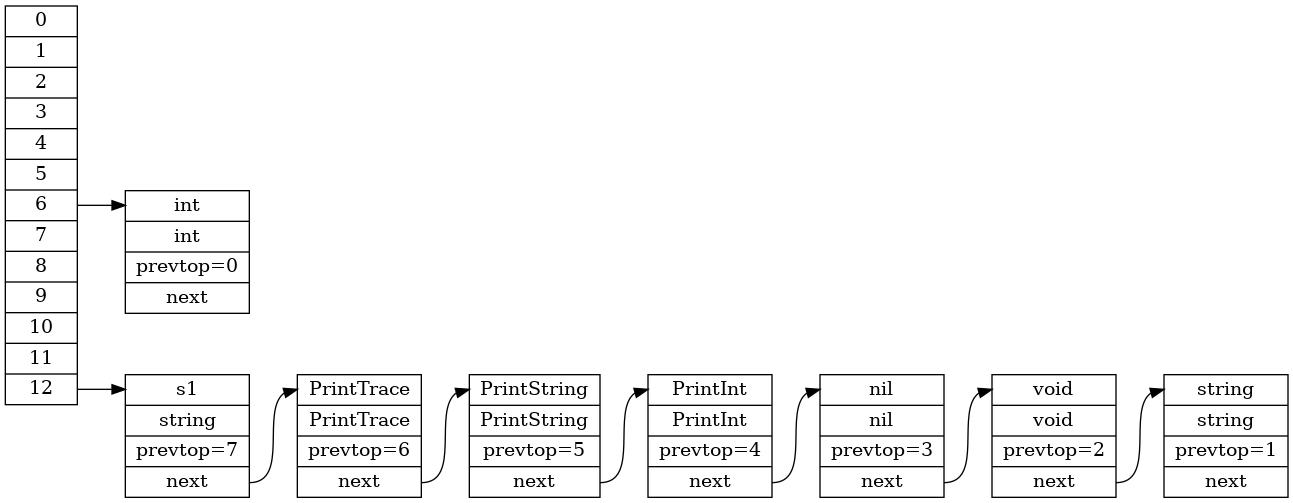 0
1
2
3
4
5
6
7
8
9
10
11
12
int
int
prevtop=0
next
s1
string
prevtop=7
next
PrintTrace
PrintTrace
prevtop=6
next
PrintString
PrintString
prevtop=5
next
PrintInt
PrintInt
prevtop=4
next
nil
nil
prevtop=3
next
void
void
prevtop=2
next
string
string
prevtop=1
next